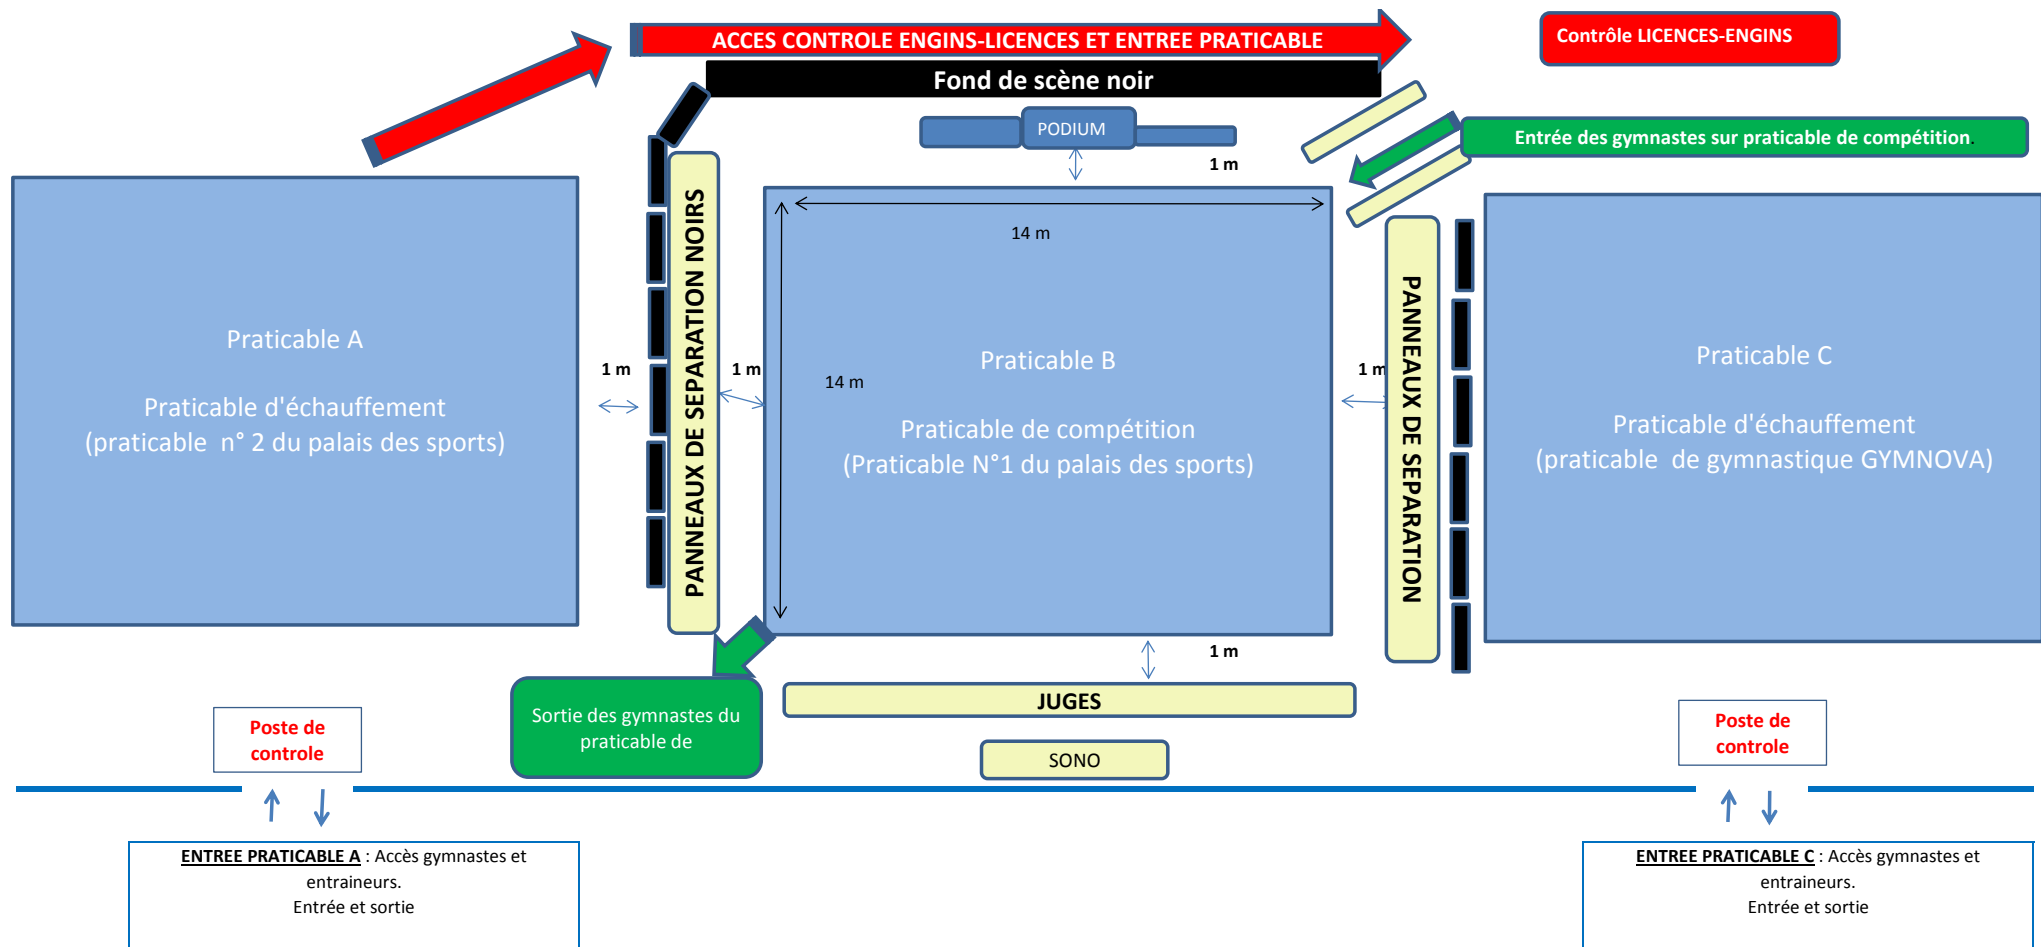 ACCES CONTROLE ENGINS-LICENCES ET ENTREE PRATICABLE
Contrôle LICENCES-ENGINS
Fond de scène noir
PODIUM
Entrée des gymnastes sur praticable de compétition.
1 m
14 m
14 m
PANNEAUX DE SEPARATION NOIRS
Praticable A
Praticable d'échauffement
(praticable n° 2 du palais des sports)
1 m
1 m
Praticable B
Praticable de compétition
(Praticable N°1 du palais des sports)
1 m
PANNEAUX DE SEPARATION
Praticable C
Praticable d'échauffement
(praticable de gymnastique GYMNOVA)
1 m
JUGES
SONO
Sortie des gymnastes du
praticable de
Poste de
controle
Poste de
controle
ENTREE PRATICABLE A : Accès gymnastes et
entraineurs.
Entrée et sortie
ENTREE PRATICABLE C : Accès gymnastes et
entraineurs.
Entrée et sortie